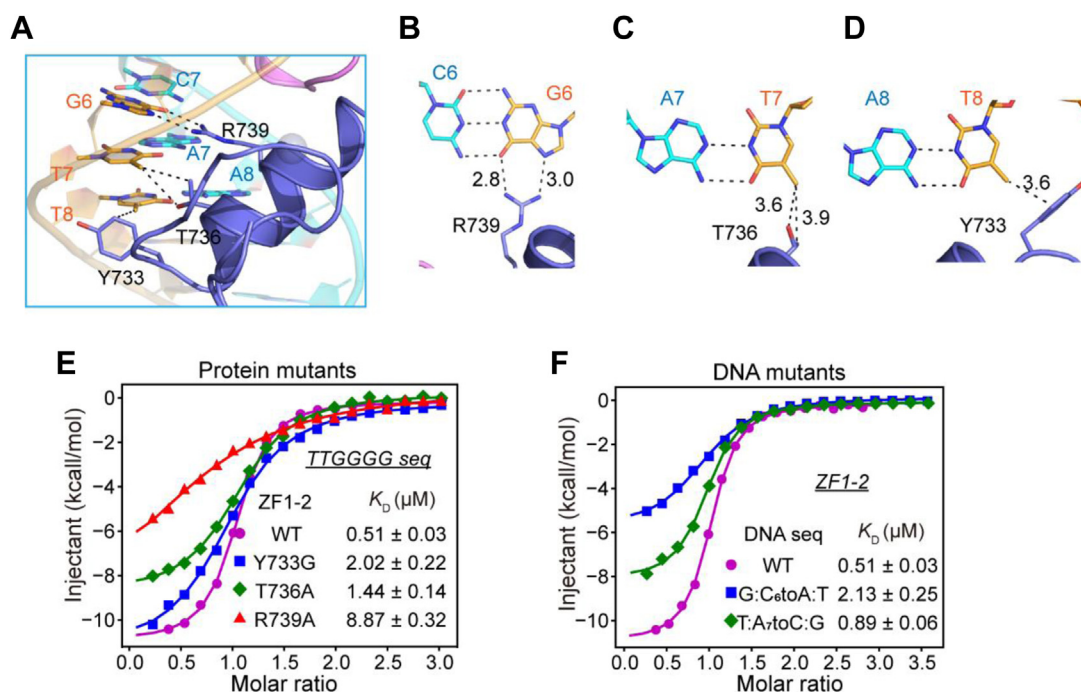 A
C7
G6
R739
A7
T7
A8
T8
T736
Y733
B
C6
G6
2.8
3.0
R739
C
A7
T7
3.6
3.9
T736
D
A8
T8
3.6
Y733
E
Protein mutants
Injectant (kcall/mol)
0
−2
−4
−6
−8
−10
TTGGGG seq
ZF1-2 KD (µM)
WT 0.51 ± 0.03
Y733G 2.02 ± 0.22
T736A 1.44 ± 0.14
R739A 8.87 ± 0.32
0.0 0.5 1.0 1.5 2.0 2.5 3.0
Molar ratio
F
DNA mutants
Injectant (kcall/mol)
0
−2
−4
−6
−8
−10
ZF1-2
DNA seq KD (µM)
WT 0.51 ± 0.03
G:C6toA:T 2.13 ± 0.25
T:A7toC:G 0.89 ± 0.06
0.0 0.5 1.0 1.5 2.0 2.5 3.0 3.5
Molar ratio